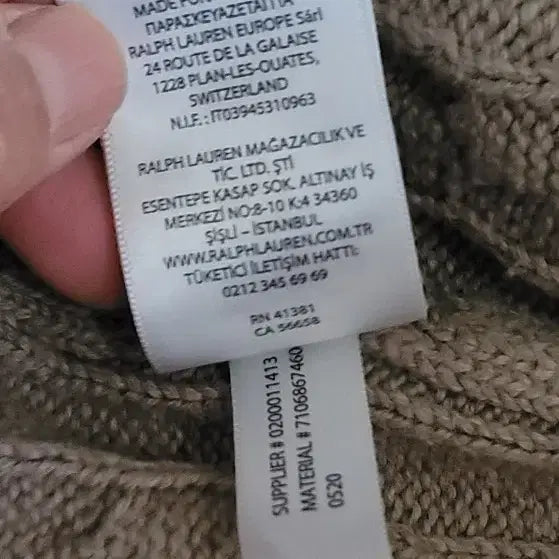 MADE FOR
ΠΑΡΑΣΚΕΥΑΖΕΤΑΙ ΓΙΑ
RALPH LAUREN EUROPE Sàrl
24 ROUTE DE LA GALAISE
1228 PLAN-LES-OUATES,
SWITZERLAND
N.I.F.: IT03945310963
RALPH LAUREN MAĞAZACILIK VE
TİC. LTD. ŞTİ
ESENTEPE KASAP SOK. ALTINAY İŞ
MERKEZİ NO:8-10 K:4 34360
ŞİŞLİ – İSTANBUL
WWW.RALPHLAUREN.COM.TR
TÜKETİCİ İLETİŞİM HATTI:
0212 345 69 69
RN 41381
CA 56658
SUPPLIER # 0200011413
MATERIAL # 7106867460
0520